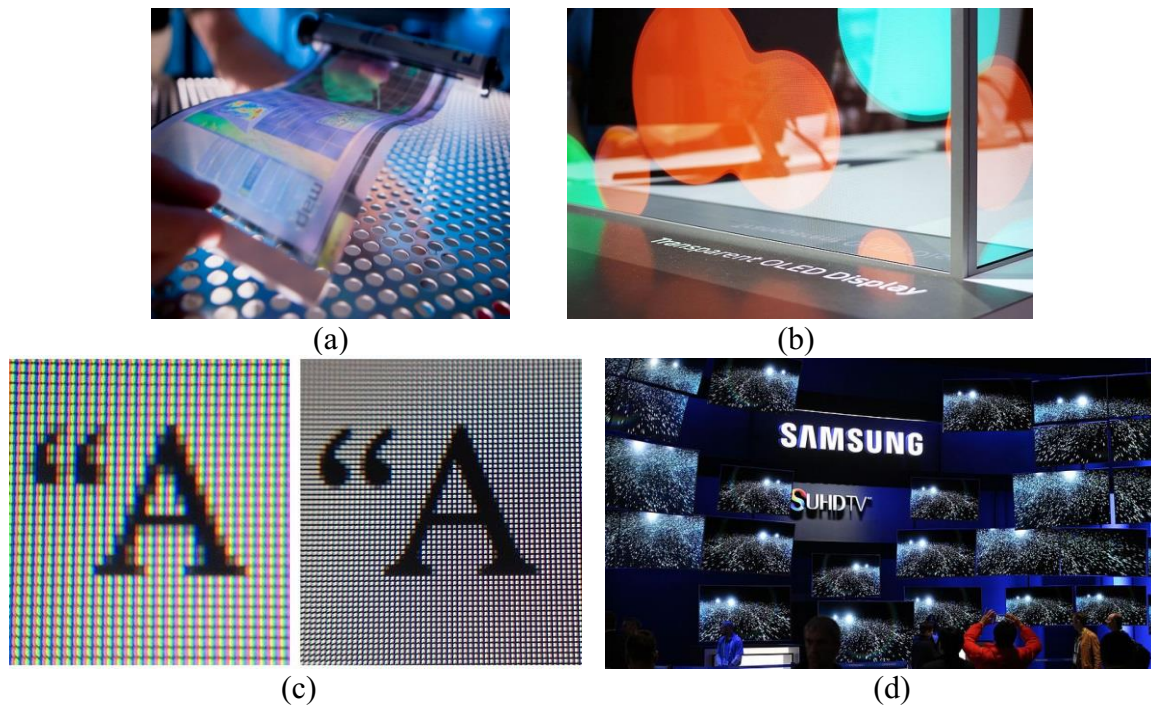 Transparent OLED Display
(a)
(b)
“A
“A
SAMSUNG
SUHDTV
(c)
(d)